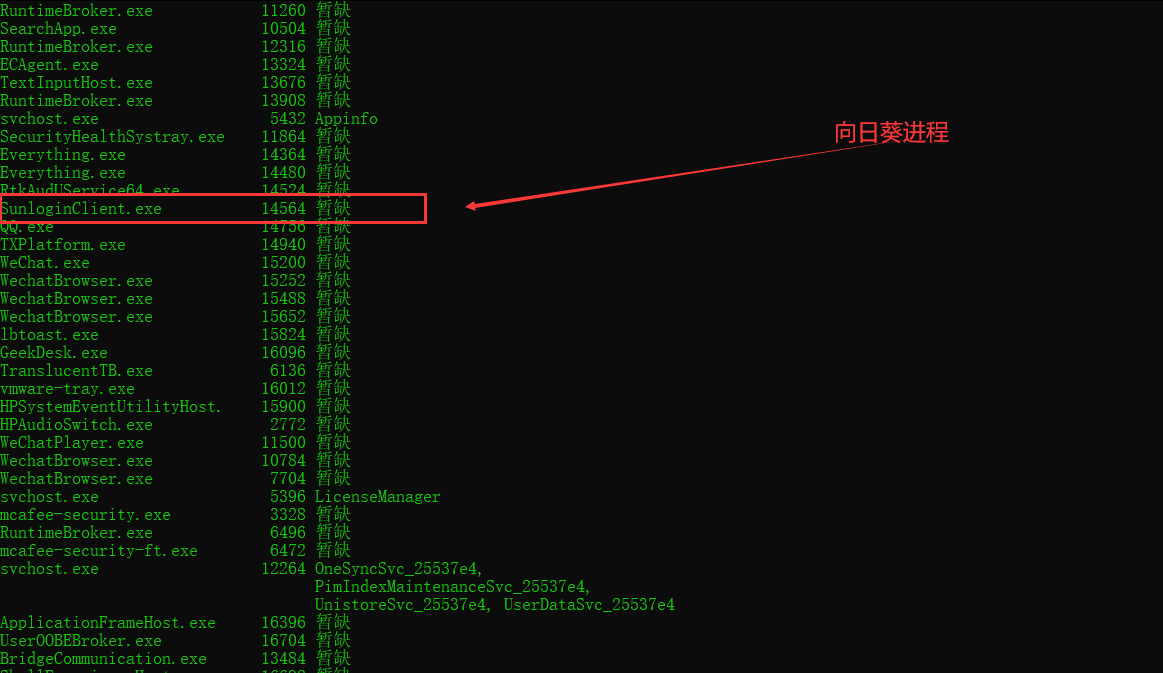 RuntimeBroker.exe 11260 暂缺
SearchApp.exe 10504 暂缺
RuntimeBroker.exe 12316 暂缺
ECAgent.exe 13324 暂缺
TextInputHost.exe 13676 暂缺
RuntimeBroker.exe 13908 暂缺
svchost.exe 5432 Appinfo
SecurityHealthSystray.exe 11864 暂缺
向日葵进程
Everything.exe 14364 暂缺
Everything.exe 14480 暂缺
RtkAudUService64.exe 14524 暂缺
SunloginClient.exe 14564 暂缺
QQ.exe 14756 暂缺
TXPlatform.exe 14940 暂缺
WeChat.exe 15200 暂缺
WechatBrowser.exe 15252 暂缺
WechatBrowser.exe 15488 暂缺
WechatBrowser.exe 15652 暂缺
lbtoast.exe 15824 暂缺
GeekDesk.exe 16096 暂缺
TranslucentTB.exe 6136 暂缺
vmware-tray.exe 16012 暂缺
HPSystemEventUtilityHost. 15900 暂缺
HPAudioSwitch.exe 2772 暂缺
WeChatPlayer.exe 11500 暂缺
WechatBrowser.exe 10784 暂缺
WechatBrowser.exe 7704 暂缺
svchost.exe 5396 LicenseManager
mcafee-security.exe 3328 暂缺
RuntimeBroker.exe 6496 暂缺
mcafee-security-ft.exe 6472 暂缺
svchost.exe 12264 OneSyncSvc_25537e4,
PimIndexMaintenanceSvc_25537e4,
UnistoreSvc_25537e4, UserDataSvc_25537e4
ApplicationFrameHost.exe 16396 暂缺
UserOOBEBroker.exe 16704 暂缺
BridgeCommunication.exe 13484 暂缺